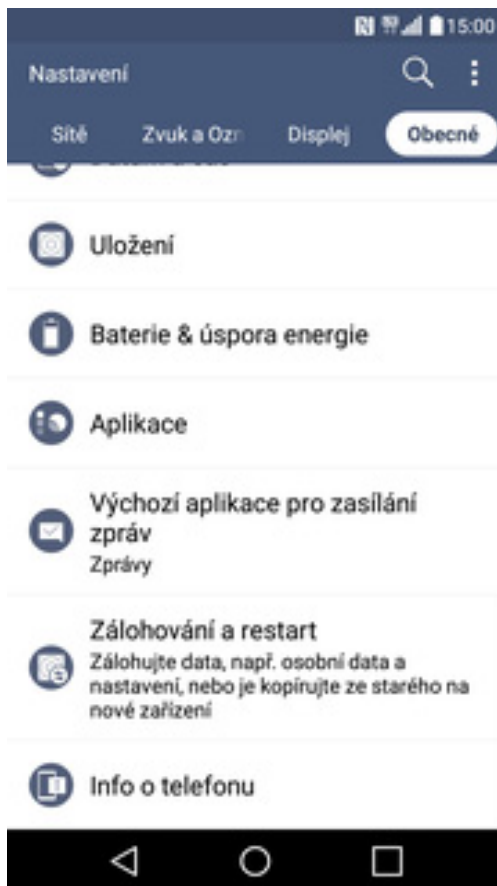 15:00
Nastavení
Sítě Zvuk a Ozn Displej Obecné
Uložení
Baterie & úspora energie
Aplikace
Výchozí aplikace pro zasílání
zpráv
Zprávy
Zálohování a restart
Zálohujte data, např. osobní data a
nastavení, nebo je kopírujte ze starého na
nové zařízení
Info o telefonu